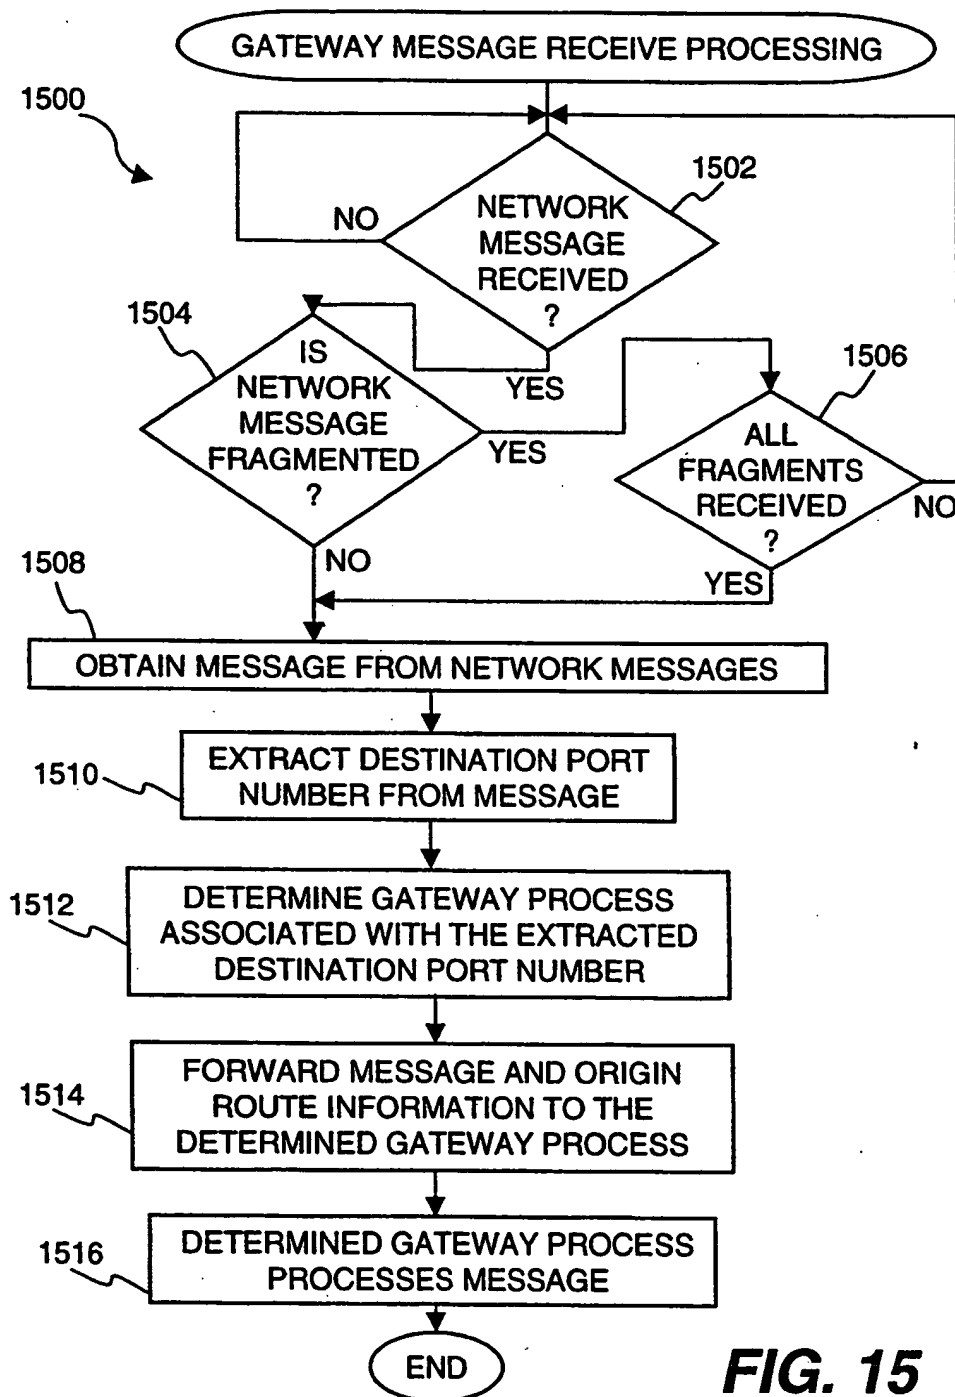 GATEWAY MESSAGE RECEIVE PROCESSING
1500
1502
NETWORK
MESSAGE
RECEIVED
?
NO
YES
1504
IS
NETWORK
MESSAGE
FRAGMENTED
?
YES
NO
1506
ALL
FRAGMENTS
RECEIVED
?
NO
YES
1508
OBTAIN MESSAGE FROM NETWORK MESSAGES
1510
EXTRACT DESTINATION PORT
NUMBER FROM MESSAGE
1512
DETERMINE GATEWAY PROCESS
ASSOCIATED WITH THE EXTRACTED
DESTINATION PORT NUMBER
1514
FORWARD MESSAGE AND ORIGIN
ROUTE INFORMATION TO THE
DETERMINED GATEWAY PROCESS
1516
DETERMINED GATEWAY PROCESS
PROCESSES MESSAGE
END
FIG. 15